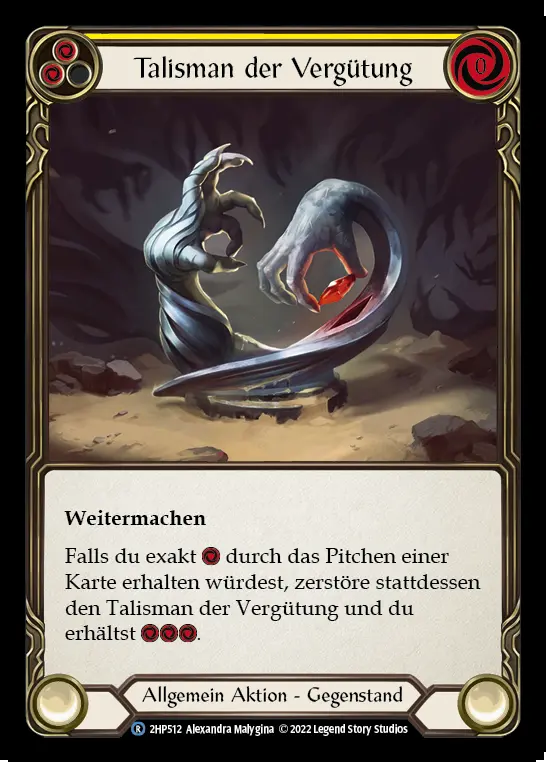 Talisman der Vergütung
0
Weitermachen
Falls du exakt durch das Pitchen einer
Karte erhalten würdest, zerstöre stattdessen
den Talisman der Vergütung und du
erhältst .
Allgemein Aktion - Gegenstand
R 2HP512 Alexandra Malygina © 2022 Legend Story Studios